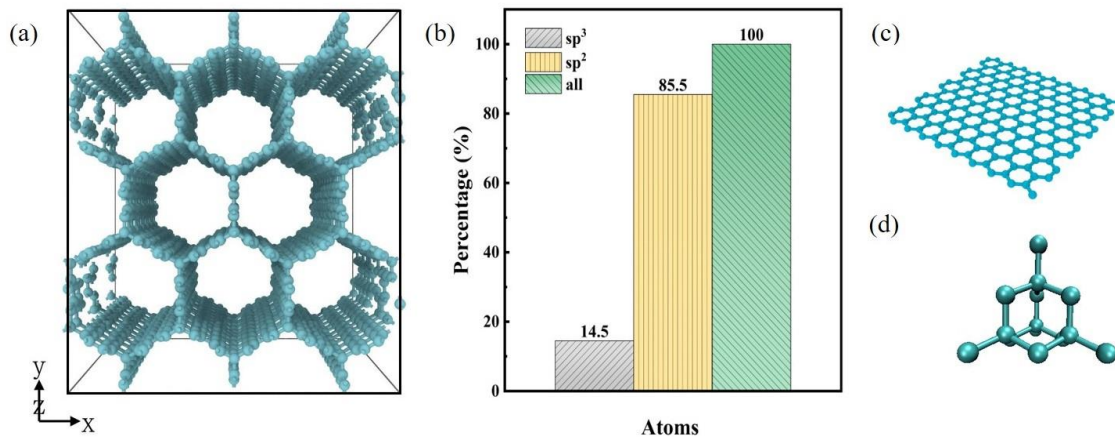 (a)
y
z
x
(b)
Percentage (%)
100
80
60
40
20
0
sp³
sp²
all
14.5
85.5
100
Atoms
(c)
(d)